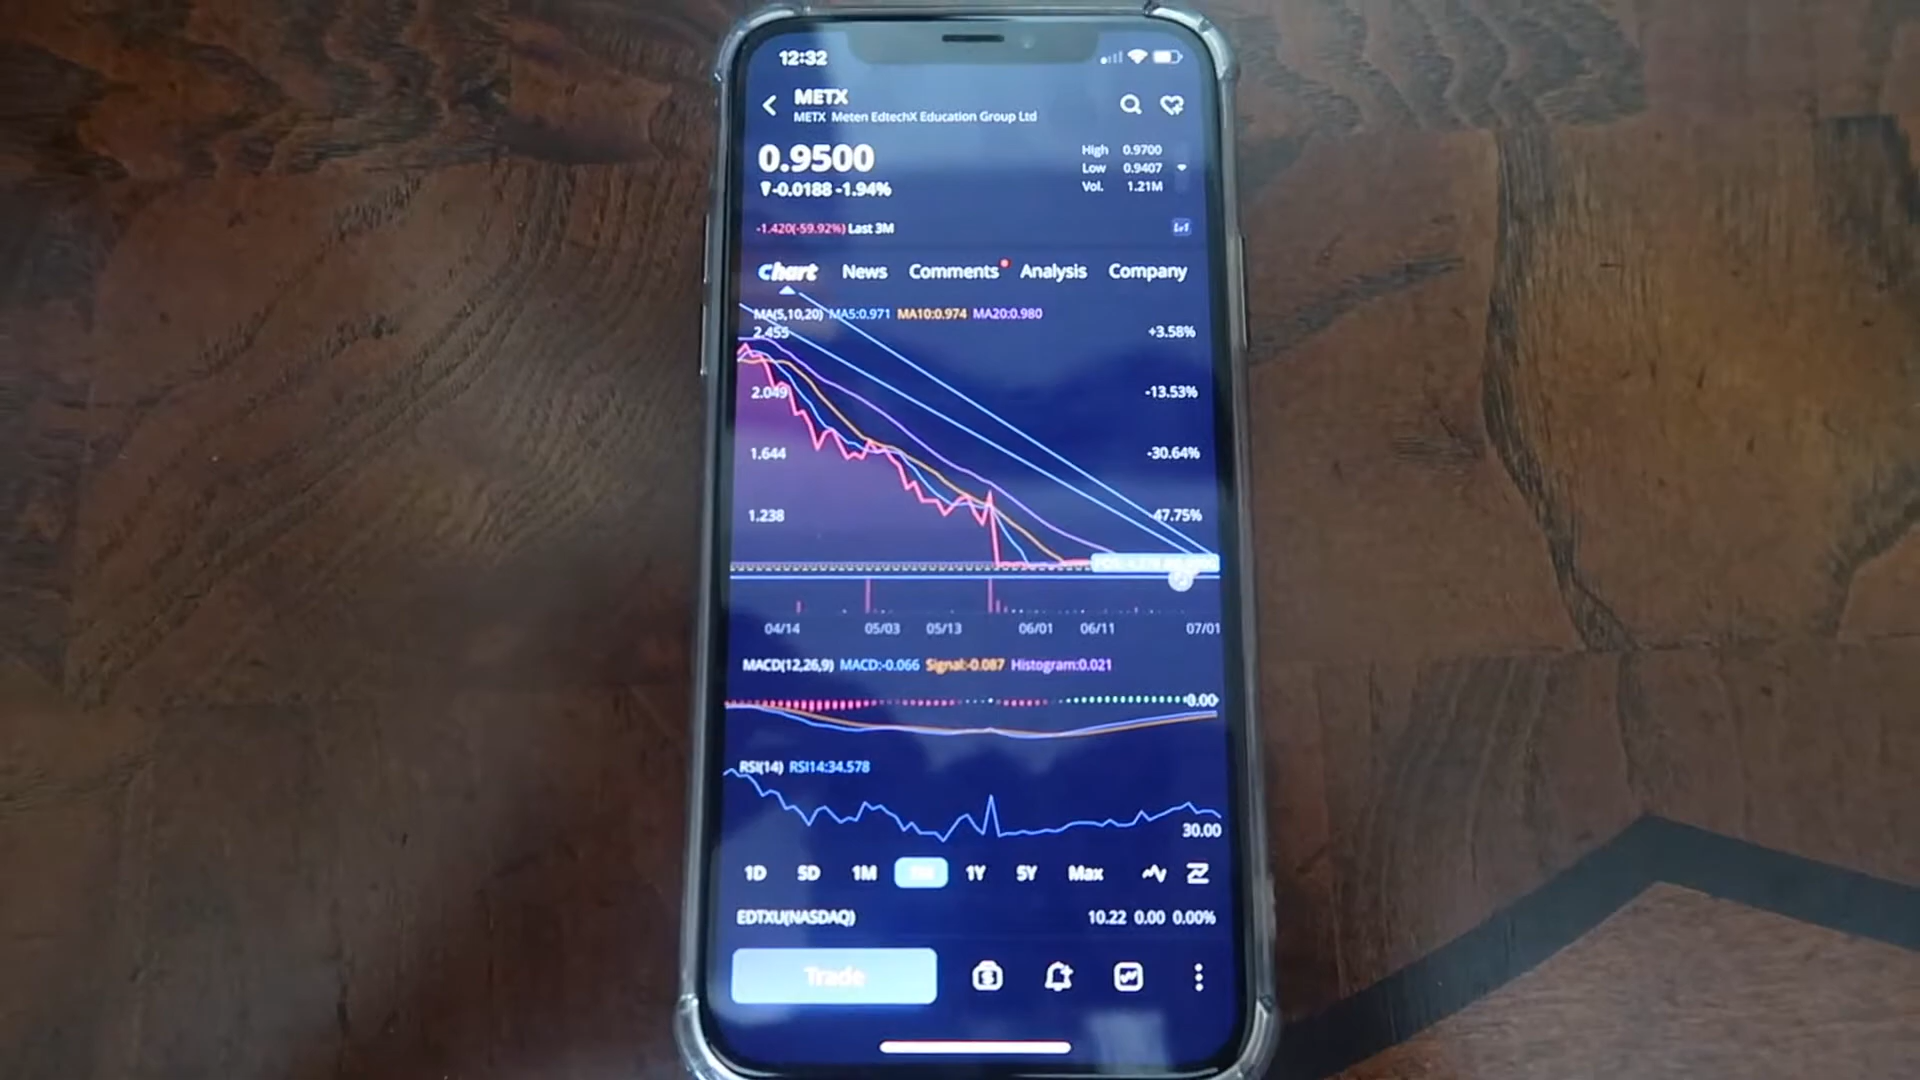 12:32
METX
METX Meten EdtechX Education Group Ltd
0.9500
-0.0188 -1.94%
High 0.9700
Low 0.9407
Vol. 1.21M
-1.420(-59.92%) Last 3M
Lv1
Chart News Comments Analysis Company
MA(5,10,20) MA5:0.971 MA10:0.974 MA20:0.980
2.455 +3.58%
2.049 -13.53%
1.644 -30.64%
1.238 -47.75%
04/14 05/03 05/13 06/01 06/11 07/01
MACD(12,26,9) MACD:-0.066 Signal:-0.087 Histogram:0.021
0.00
RSI(14) RSI14:34.578
30.00
1D 5D 1M 3M 1Y 5Y Max
EDTXU(NASDAQ) 10.22 0.00 0.00%
Trade